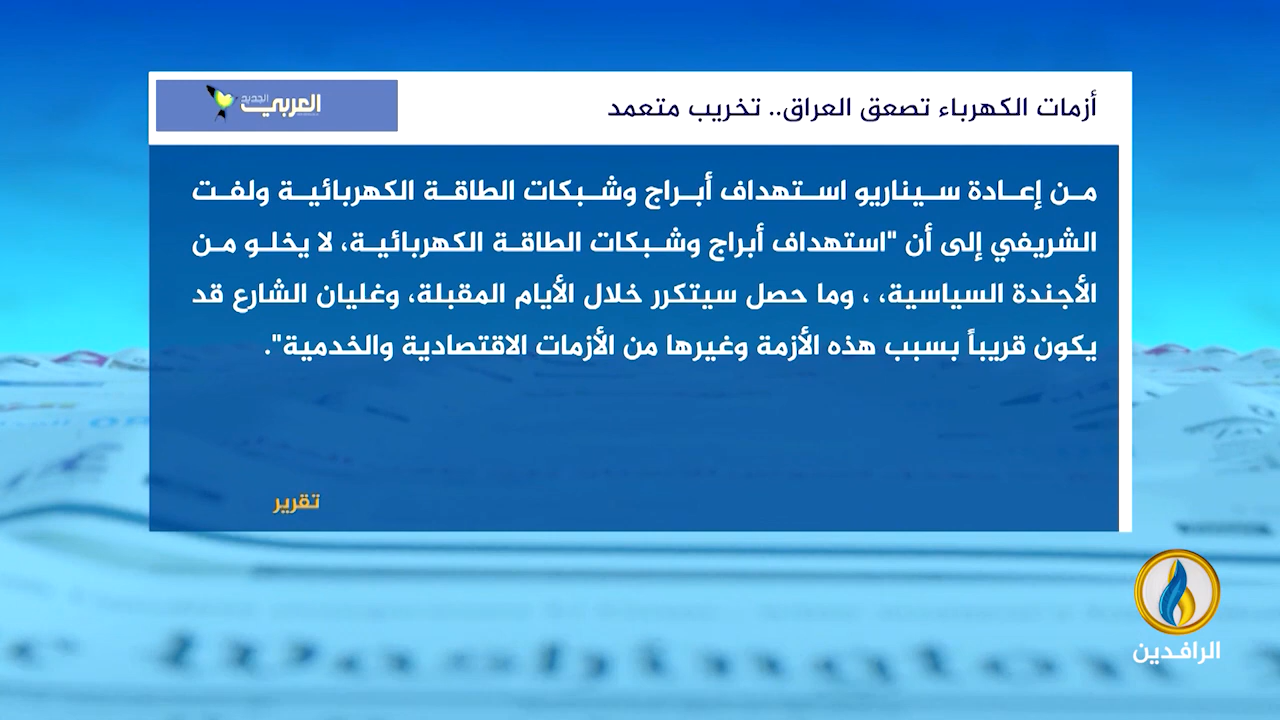 أزمات الكهرباء تصعق العراق.. تخريب متعمد
العربي الجديد
من إعادة سيناريو استهداف أبراج وشبكات الطاقة الكهربائية ولفت
الشريفي إلى أن "استهداف أبراج وشبكات الطاقة الكهربائية، لا يخلو من
الأجندة السياسية، ، وما حصل سيتكرر خلال الأيام المقبلة، وغليان الشارع قد
يكون قريباً بسبب هذه الأزمة وغيرها من الأزمات الاقتصادية والخدمية".
تقرير
الرافدين